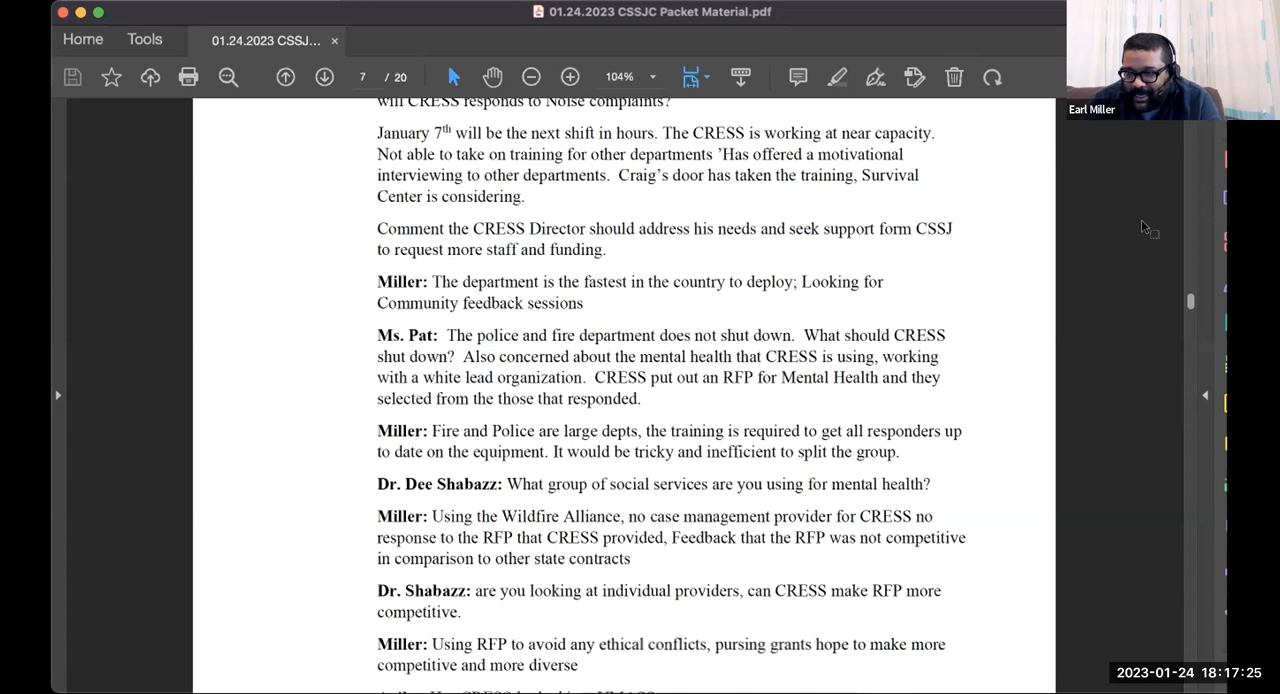 01.24.2023 CSSJC Packet Material.pdf
Home
Tools
01.24.2023 CSSJ... ×
7 / 20
104%
Earl Miller
will CRESS responds to Noise complaints?
January 7th will be the next shift in hours. The CRESS is working at near capacity.
Not able to take on training for other departments ’Has offered a motivational
interviewing to other departments. Craig’s door has taken the training, Survival
Center is considering.
Comment the CRESS Director should address his needs and seek support form CSSJ
to request more staff and funding.
Miller: The department is the fastest in the country to deploy; Looking for
Community feedback sessions
Ms. Pat: The police and fire department does not shut down. What should CRESS
shut down? Also concerned about the mental health that CRESS is using, working
with a white lead organization. CRESS put out an RFP for Mental Health and they
selected from the those that responded.
Miller: Fire and Police are large depts, the training is required to get all responders up
to date on the equipment. It would be tricky and inefficient to split the group.
Dr. Dee Shabazz: What group of social services are you using for mental health?
Miller: Using the Wildfire Alliance, no case management provider for CRESS no
response to the RFP that CRESS provided, Feedback that the RFP was not competitive
in comparison to other state contracts
Dr. Shabazz: are you looking at individual providers, can CRESS make RFP more
competitive.
Miller: Using RFP to avoid any ethical conflicts, pursing grants hope to make more
competitive and more diverse
2023-01-24 18:17:25